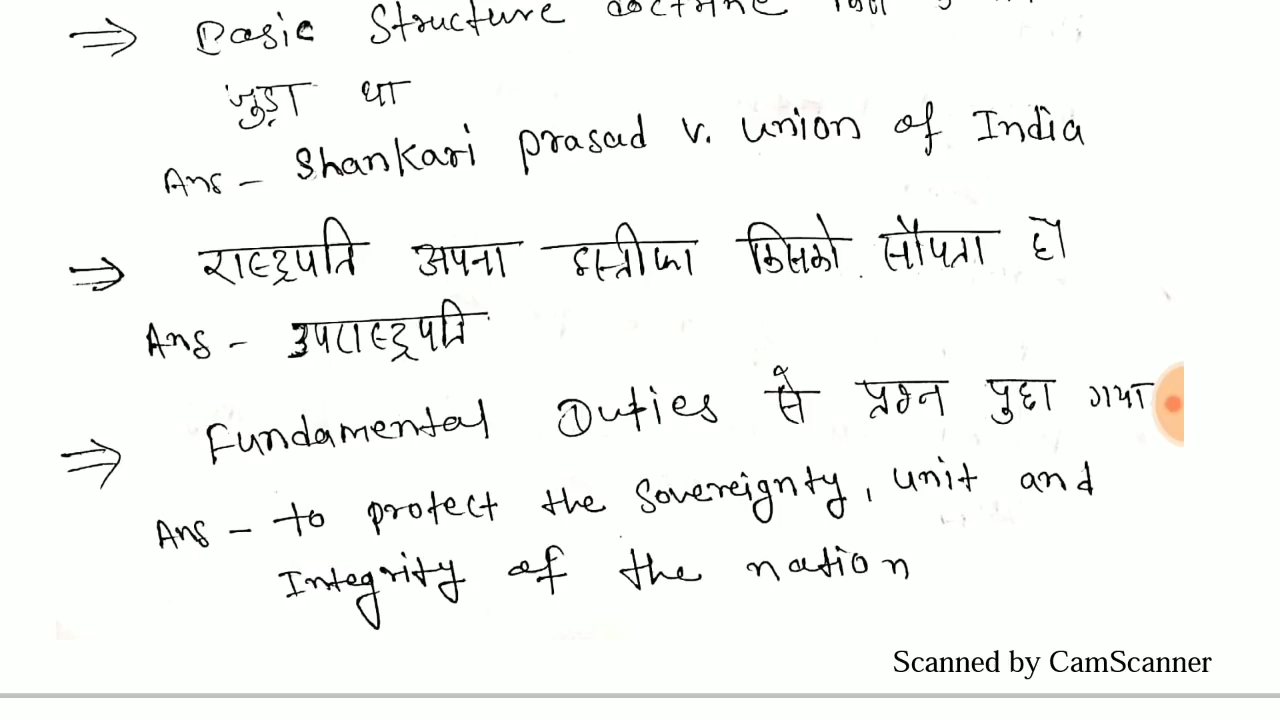 ⇒ Basic Structure doctrine
जुड़ा था
Ans - Shankari prasad v. union of India
⇒ राष्ट्रपति अपना इस्तीफा किसको सौपता हो
Ans - उपराष्ट्रपति
⇒ Fundamental Duties से प्रश्न पुछा गया
Ans - to protect the sovereignty, unit and
Integrity of the nation
Scanned by CamScanner